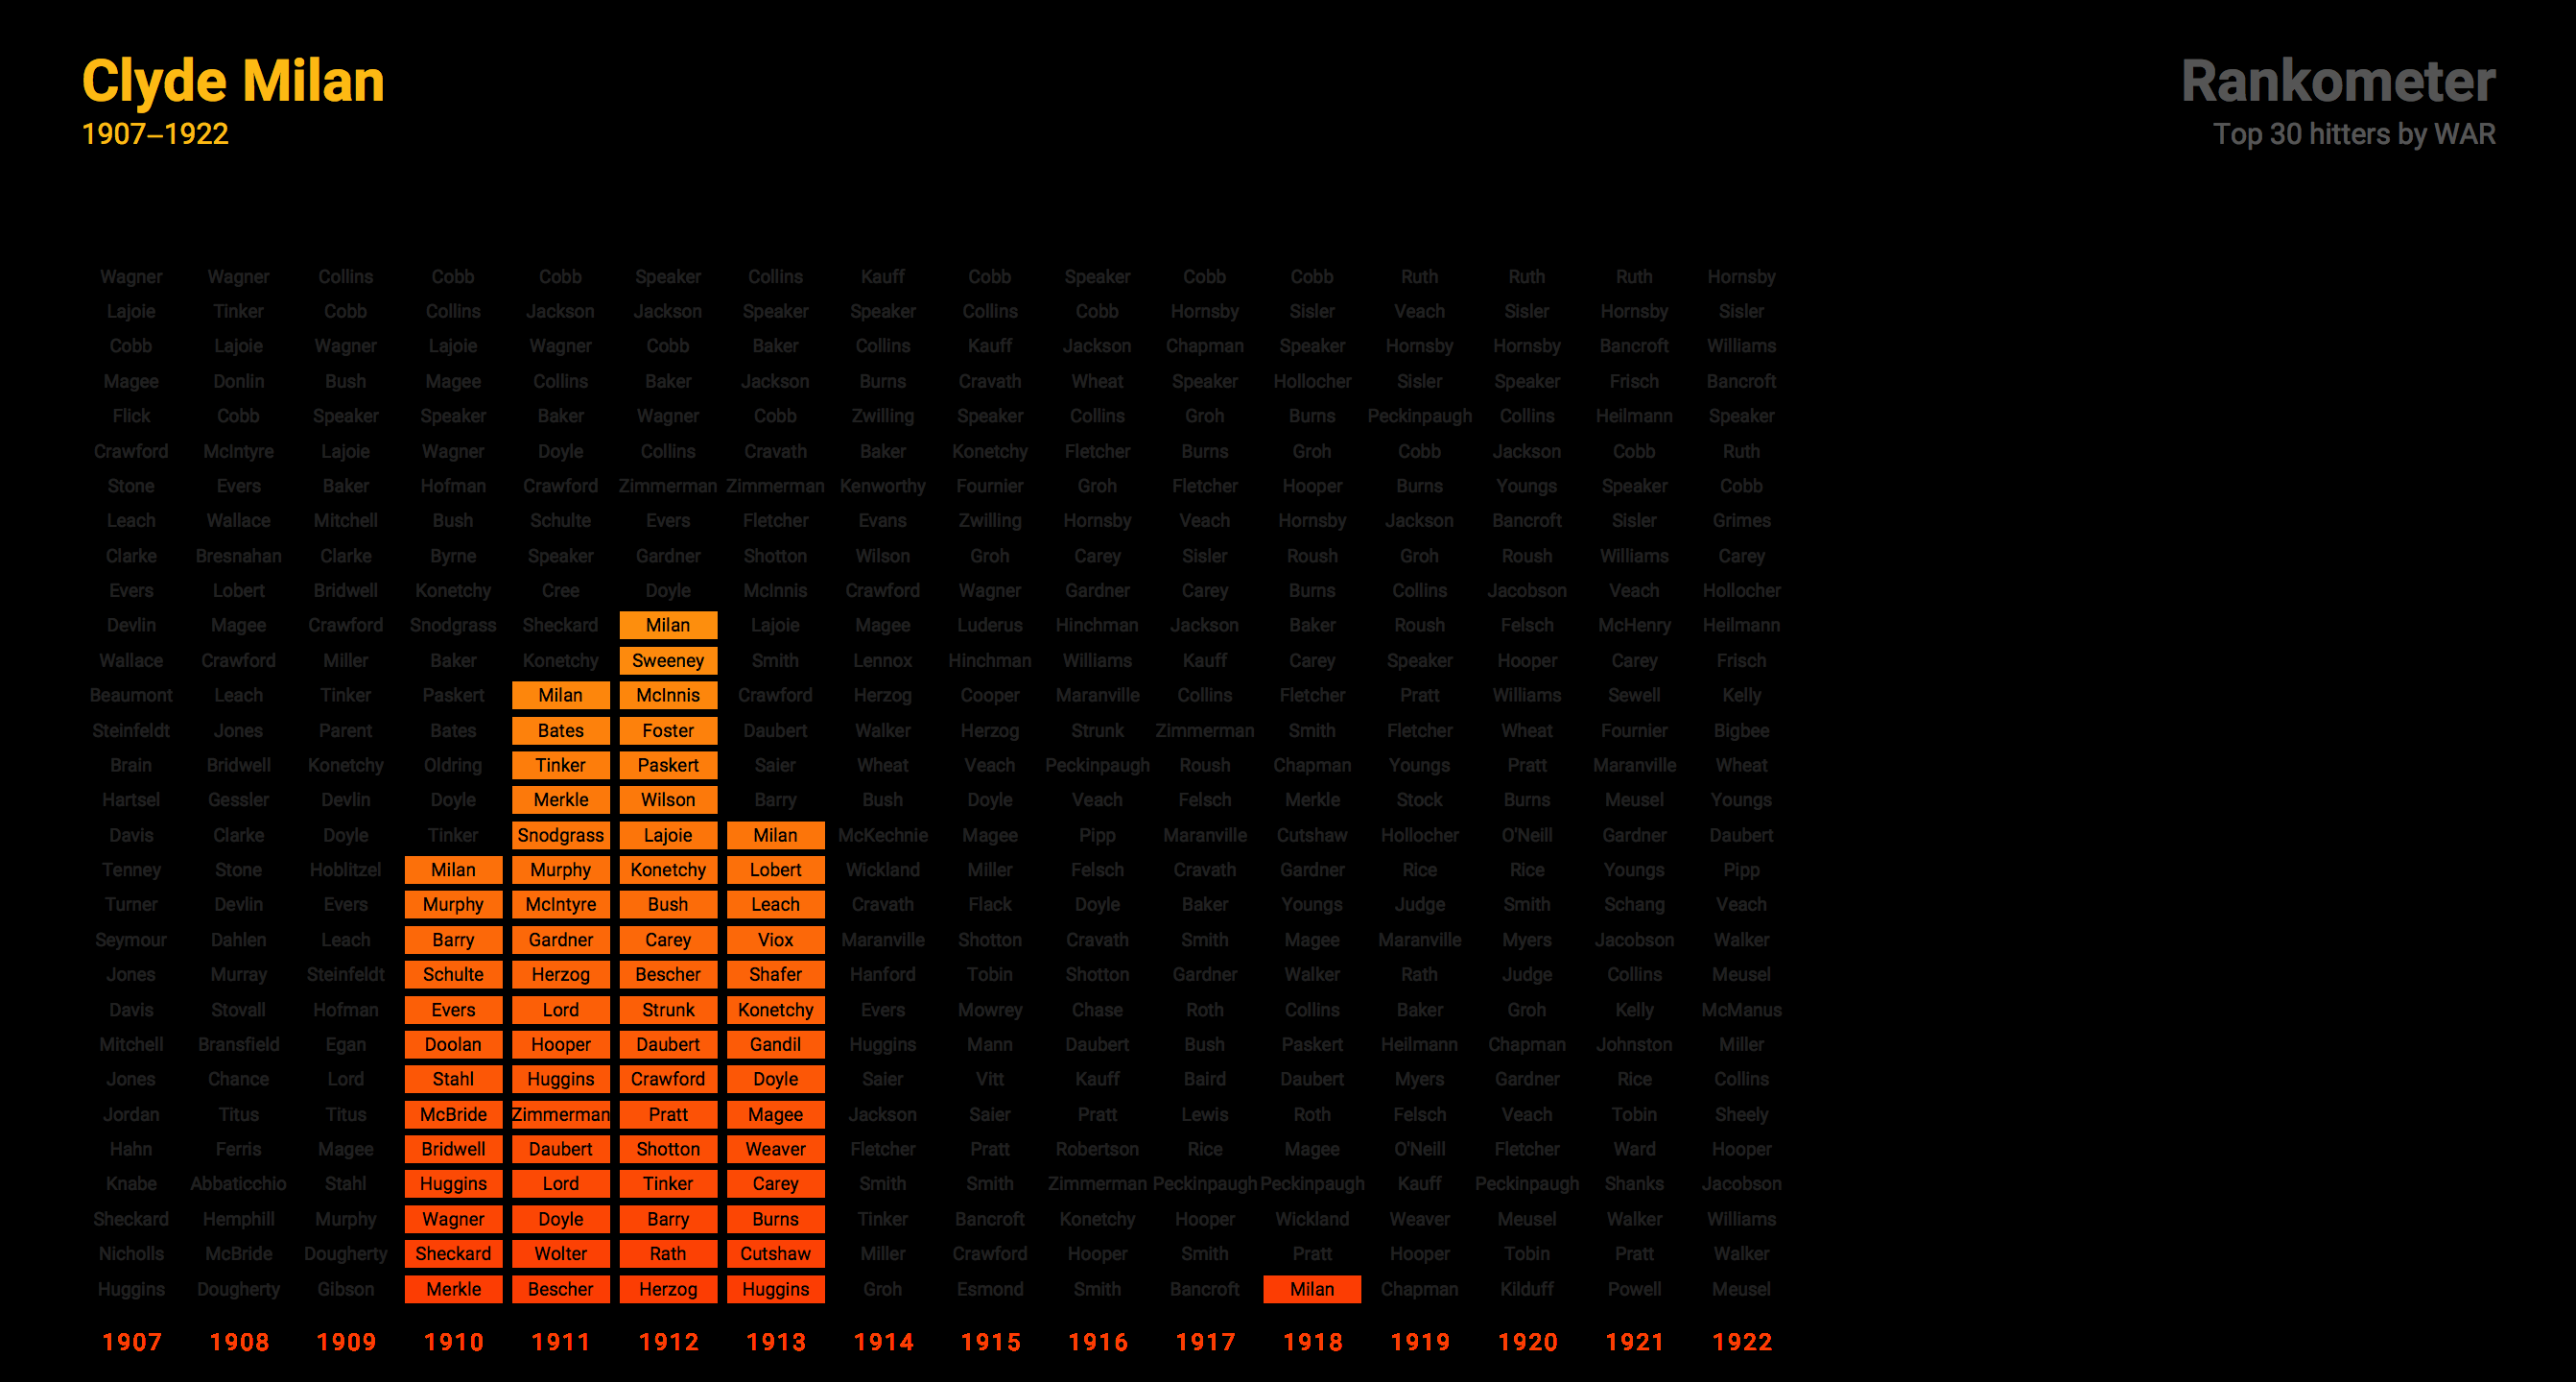 Clyde Milan
1907–1922
Rankometer
Top 30 hitters by WAR
Wagner Wagner Collins Cobb Cobb Speaker Collins Kauff Cobb Speaker Cobb Cobb Ruth Ruth Ruth Hornsby
Lajoie Tinker Cobb Collins Jackson Jackson Speaker Speaker Collins Cobb Hornsby Sisler Veach Sisler Hornsby Sisler
Cobb Lajoie Wagner Lajoie Wagner Cobb Baker Collins Kauff Jackson Chapman Speaker Hornsby Hornsby Bancroft Williams
Magee Donlin Bush Magee Collins Baker Jackson Burns Cravath Wheat Speaker Hollocher Sisler Speaker Frisch Bancroft
Flick Cobb Speaker Speaker Baker Wagner Cobb Zwilling Speaker Collins Groh Burns Peckinpaugh Collins Heilmann Speaker
Crawford McIntyre Lajoie Wagner Doyle Collins Cravath Baker Konetchy Fletcher Burns Groh Cobb Jackson Cobb Ruth
Stone Evers Baker Hofman Crawford Zimmerman Zimmerman Kenworthy Fournier Groh Fletcher Hooper Burns Youngs Speaker Cobb
Leach Wallace Mitchell Bush Schulte Evers Fletcher Evans Zwilling Hornsby Veach Hornsby Jackson Bancroft Sisler Grimes
Clarke Bresnahan Clarke Byrne Speaker Gardner Shotton Wilson Groh Carey Sisler Roush Groh Roush Williams Carey
Evers Lobert Bridwell Konetchy Cree Doyle McInnis Crawford Wagner Gardner Carey Burns Collins Jacobson Veach Hollocher
Devlin Magee Crawford Snodgrass Sheckard Milan Lajoie Magee Luderus Hinchman Jackson Baker Roush Felsch McHenry Heilmann
Wallace Crawford Miller Baker Konetchy Sweeney Smith Lennox Hinchman Williams Kauff Carey Speaker Hooper Carey Frisch
Beaumont Leach Tinker Paskert Milan McInnis Crawford Herzog Cooper Maranville Collins Fletcher Pratt Williams Sewell Kelly
Steinfeldt Jones Parent Bates Bates Foster Daubert Walker Herzog Strunk Zimmerman Smith Fletcher Wheat Fournier Bigbee
Brain Bridwell Konetchy Oldring Tinker Paskert Saier Wheat Veach Peckinpaugh Roush Chapman Youngs Pratt Maranville Wheat
Hartsel Gessler Devlin Doyle Merkle Wilson Barry Bush Doyle Veach Felsch Merkle Stock Burns Meusel Youngs
Davis Clarke Doyle Tinker Snodgrass Lajoie Milan McKechnie Magee Pipp Maranville Cutshaw Hollocher O'Neill Gardner Daubert
Tenney Stone Hoblitzel Milan Murphy Konetchy Lobert Wickland Miller Felsch Cravath Gardner Rice Rice Youngs Pipp
Turner Devlin Evers Murphy McIntyre Bush Leach Cravath Flack Doyle Baker Youngs Judge Smith Schang Veach
Seymour Dahlen Leach Barry Gardner Carey Viox Maranville Shotton Cravath Smith Magee Maranville Myers Jacobson Walker
Jones Murray Steinfeldt Schulte Herzog Bescher Shafer Hanford Tobin Shotton Gardner Walker Rath Judge Collins Meusel
Davis Stovall Hofman Evers Lord Strunk Konetchy Evers Mowrey Chase Roth Collins Baker Groh Kelly McManus
Mitchell Bransfield Egan Doolan Hooper Daubert Gandil Huggins Mann Daubert Bush Paskert Heilmann Chapman Johnston Miller
Jones Chance Lord Stahl Huggins Crawford Doyle Saier Vitt Kauff Baird Daubert Myers Gardner Rice Collins
Jordan Titus Titus McBride Zimmerman Pratt Magee Jackson Saier Pratt Lewis Roth Felsch Veach Tobin Sheely
Hahn Ferris Magee Bridwell Daubert Shotton Weaver Fletcher Pratt Robertson Rice Magee O'Neill Fletcher Ward Hooper
Knabe Abbaticchio Stahl Huggins Lord Tinker Carey Smith Smith Zimmerman Peckinpaugh Peckinpaugh Kauff Peckinpaugh Shanks Jacobson
Sheckard Hemphill Murphy Wagner Doyle Barry Burns Tinker Bancroft Konetchy Hooper Wickland Weaver Meusel Walker Williams
Nicholls McBride Dougherty Sheckard Wolter Rath Cutshaw Miller Crawford Hooper Smith Pratt Hooper Tobin Pratt Walker
Huggins Dougherty Gibson Merkle Bescher Herzog Huggins Groh Esmond Smith Bancroft Milan Chapman Kilduff Powell Meusel
1907 1908 1909 1910 1911 1912 1913 1914 1915 1916 1917 1918 1919 1920 1921 1922